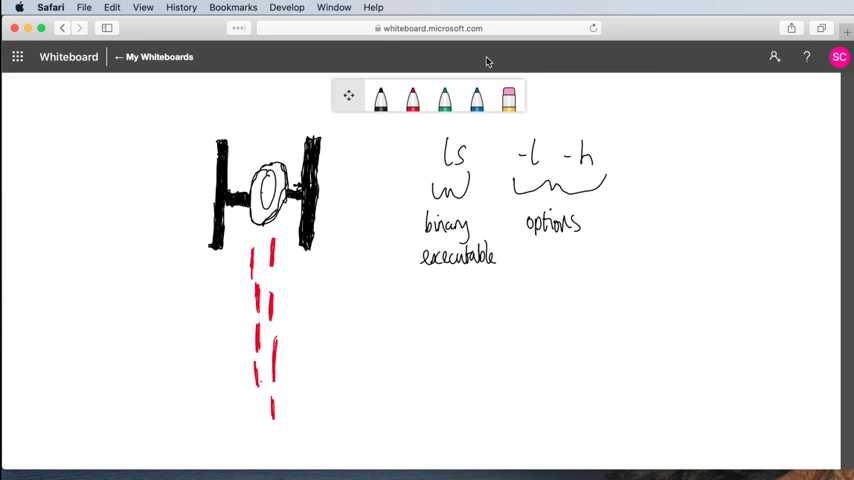 Safari File Edit View History Bookmarks Develop Window Help
whiteboard.microsoft.com
Whiteboard ← My Whiteboards ? SC
ls -l -h
binary options
executable